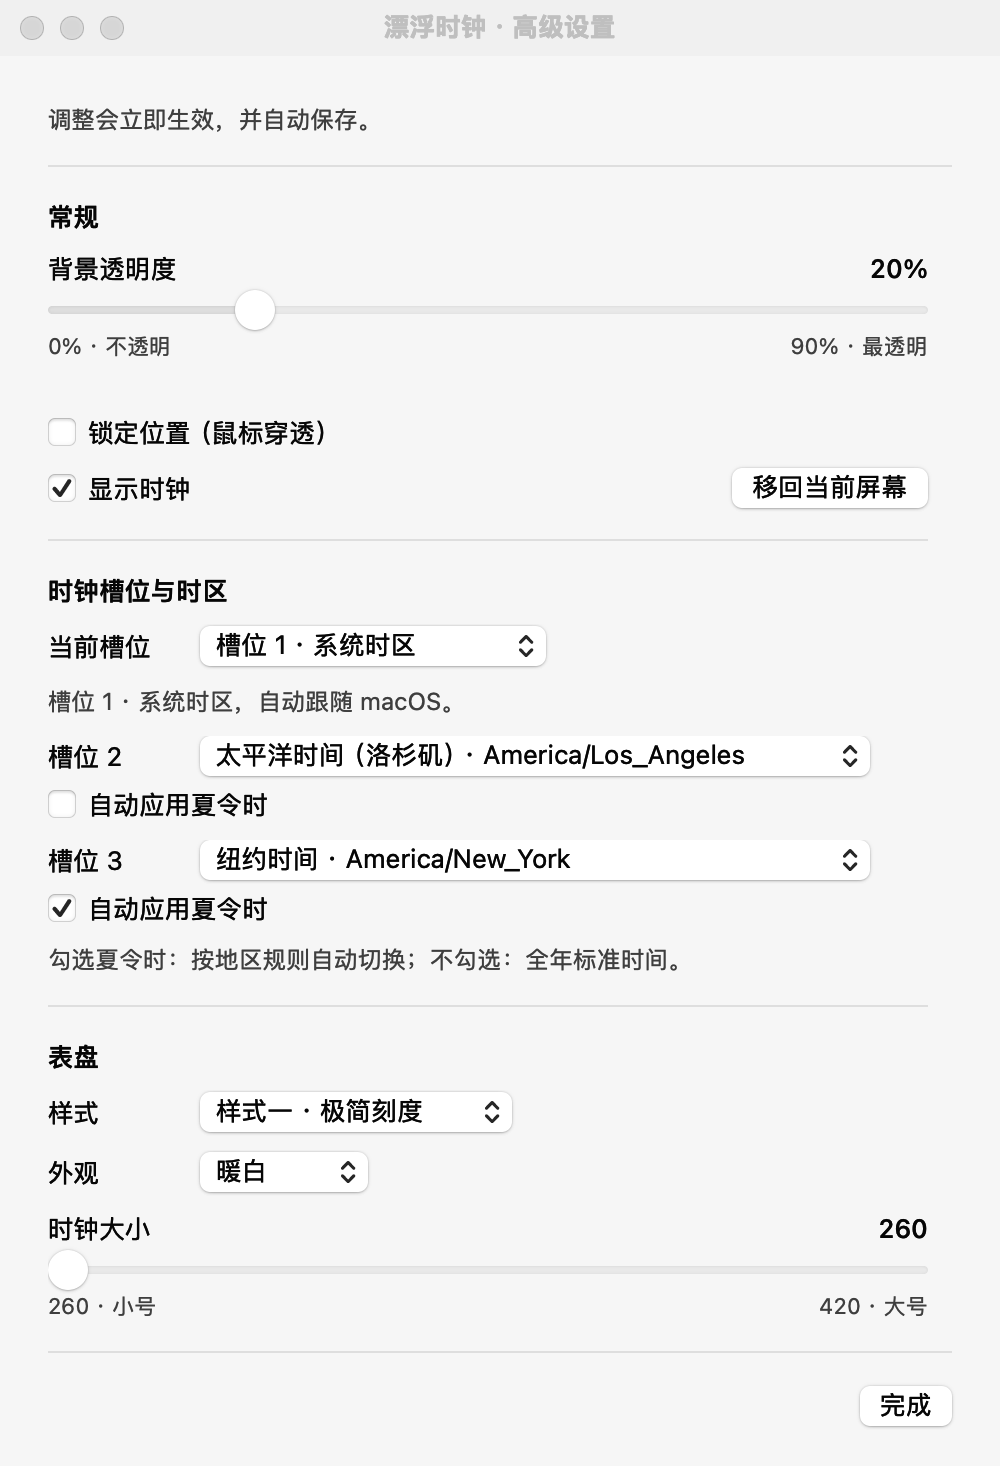 漂浮时钟 · 高级设置
调整会立即生效，并自动保存。
常规
背景透明度 20%
0% · 不透明 90% · 最透明
锁定位置（鼠标穿透）
显示时钟 移回当前屏幕
时钟槽位与时区
当前槽位 槽位 1 · 系统时区
槽位 1 · 系统时区，自动跟随 macOS。
槽位 2 太平洋时间（洛杉矶）· America/Los_Angeles
自动应用夏令时
槽位 3 纽约时间 · America/New_York
自动应用夏令时
勾选夏令时：按地区规则自动切换；不勾选：全年标准时间。
表盘
样式 样式一 · 极简刻度
外观 暖白
时钟大小 260
260 · 小号 420 · 大号
完成